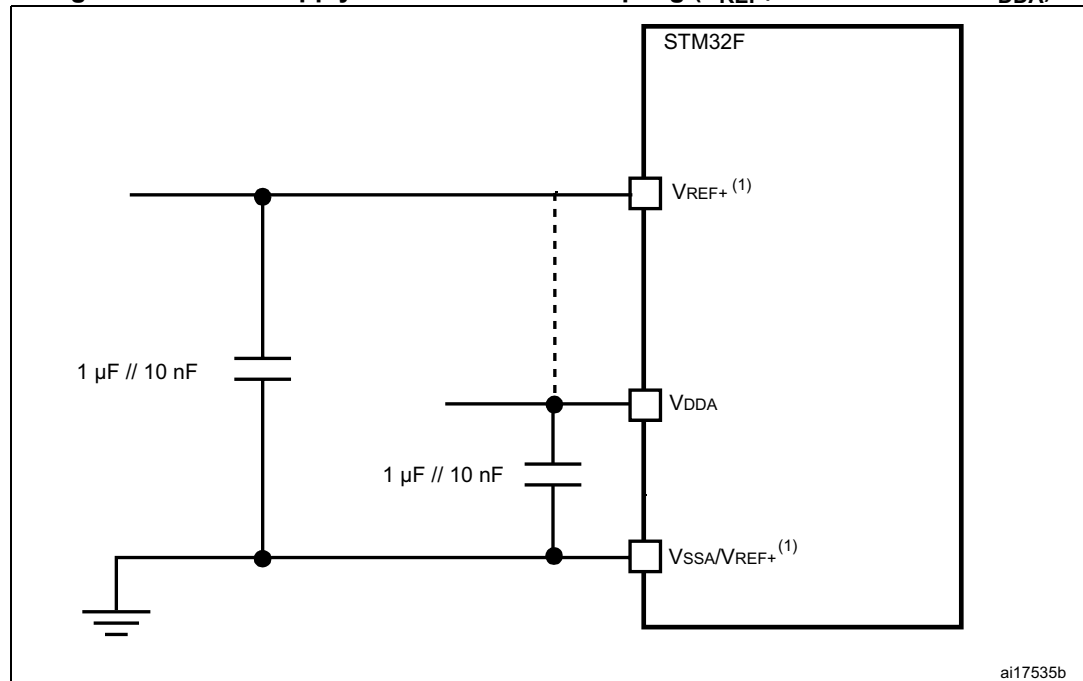 STM32F
VREF+ (1)
1 µF // 10 nF
VDDA
1 µF // 10 nF
VSSA/VREF+ (1)
ai17535b